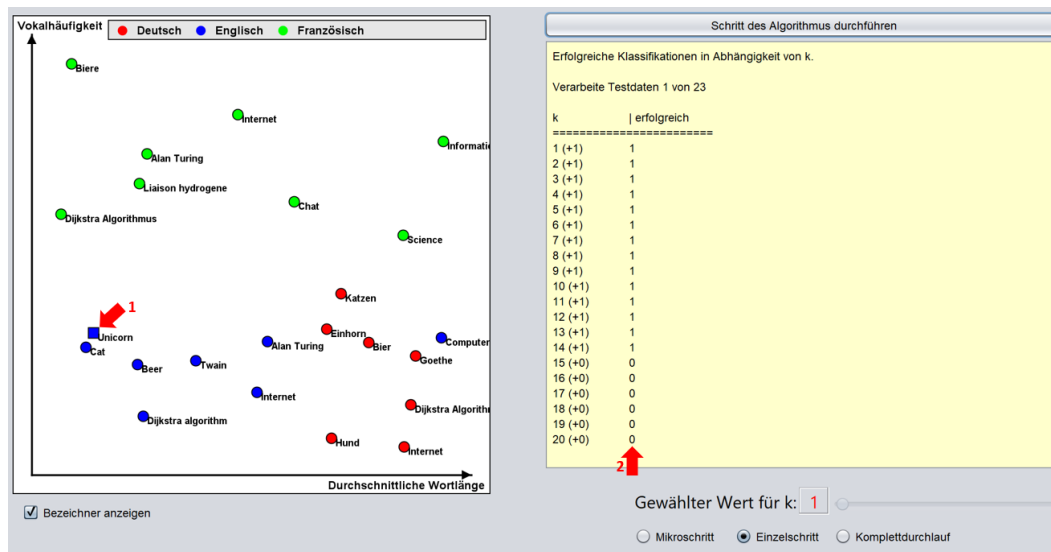 Vokalhäufigkeit
Deutsch Englisch Französisch
Biere
Internet
Informatic
Alan Turing
Liaison hydrogene
Chat
Dijkstra Algorithmus
Science
Katzen
1
Unicorn
Einhorn
Computer
Alan Turing
Bier
Cat
Goethe
Twain
Beer
Internet
Dijkstra Algorithm
Dijkstra algorithm
Hund
Internet
Durchschnittliche Wortlänge
Bezeichner anzeigen
Schritt des Algorithmus durchführen
Erfolgreiche Klassifikationen in Abhängigkeit von k.
Verarbeite Testdaten 1 von 23
k | erfolgreich
========================
1 (+1) 1
2 (+1) 1
3 (+1) 1
4 (+1) 1
5 (+1) 1
6 (+1) 1
7 (+1) 1
8 (+1) 1
9 (+1) 1
10 (+1) 1
11 (+1) 1
12 (+1) 1
13 (+1) 1
14 (+1) 1
15 (+0) 0
16 (+0) 0
17 (+0) 0
18 (+0) 0
19 (+0) 0
20 (+0) 0
2
Gewählter Wert für k: 1
Mikroschritt Einzelschritt Komplettdurchlauf